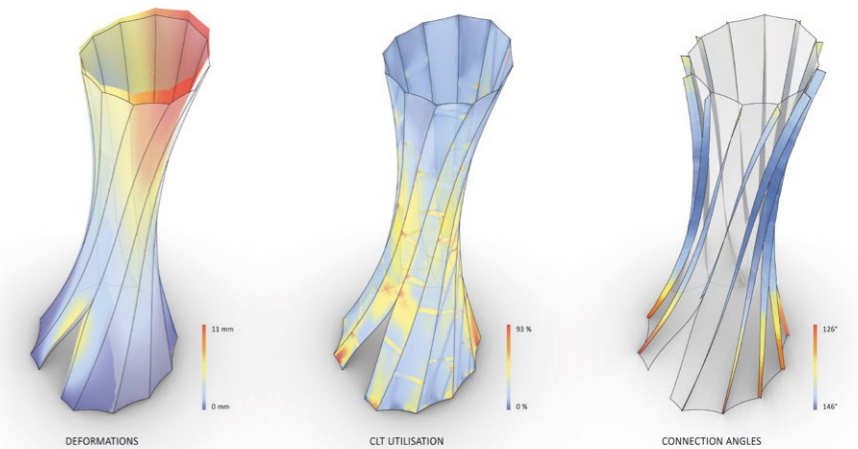 11 mm
0 mm
DEFORMATIONS
93 %
0 %
CLT UTILISATION
126°
146°
CONNECTION ANGLES